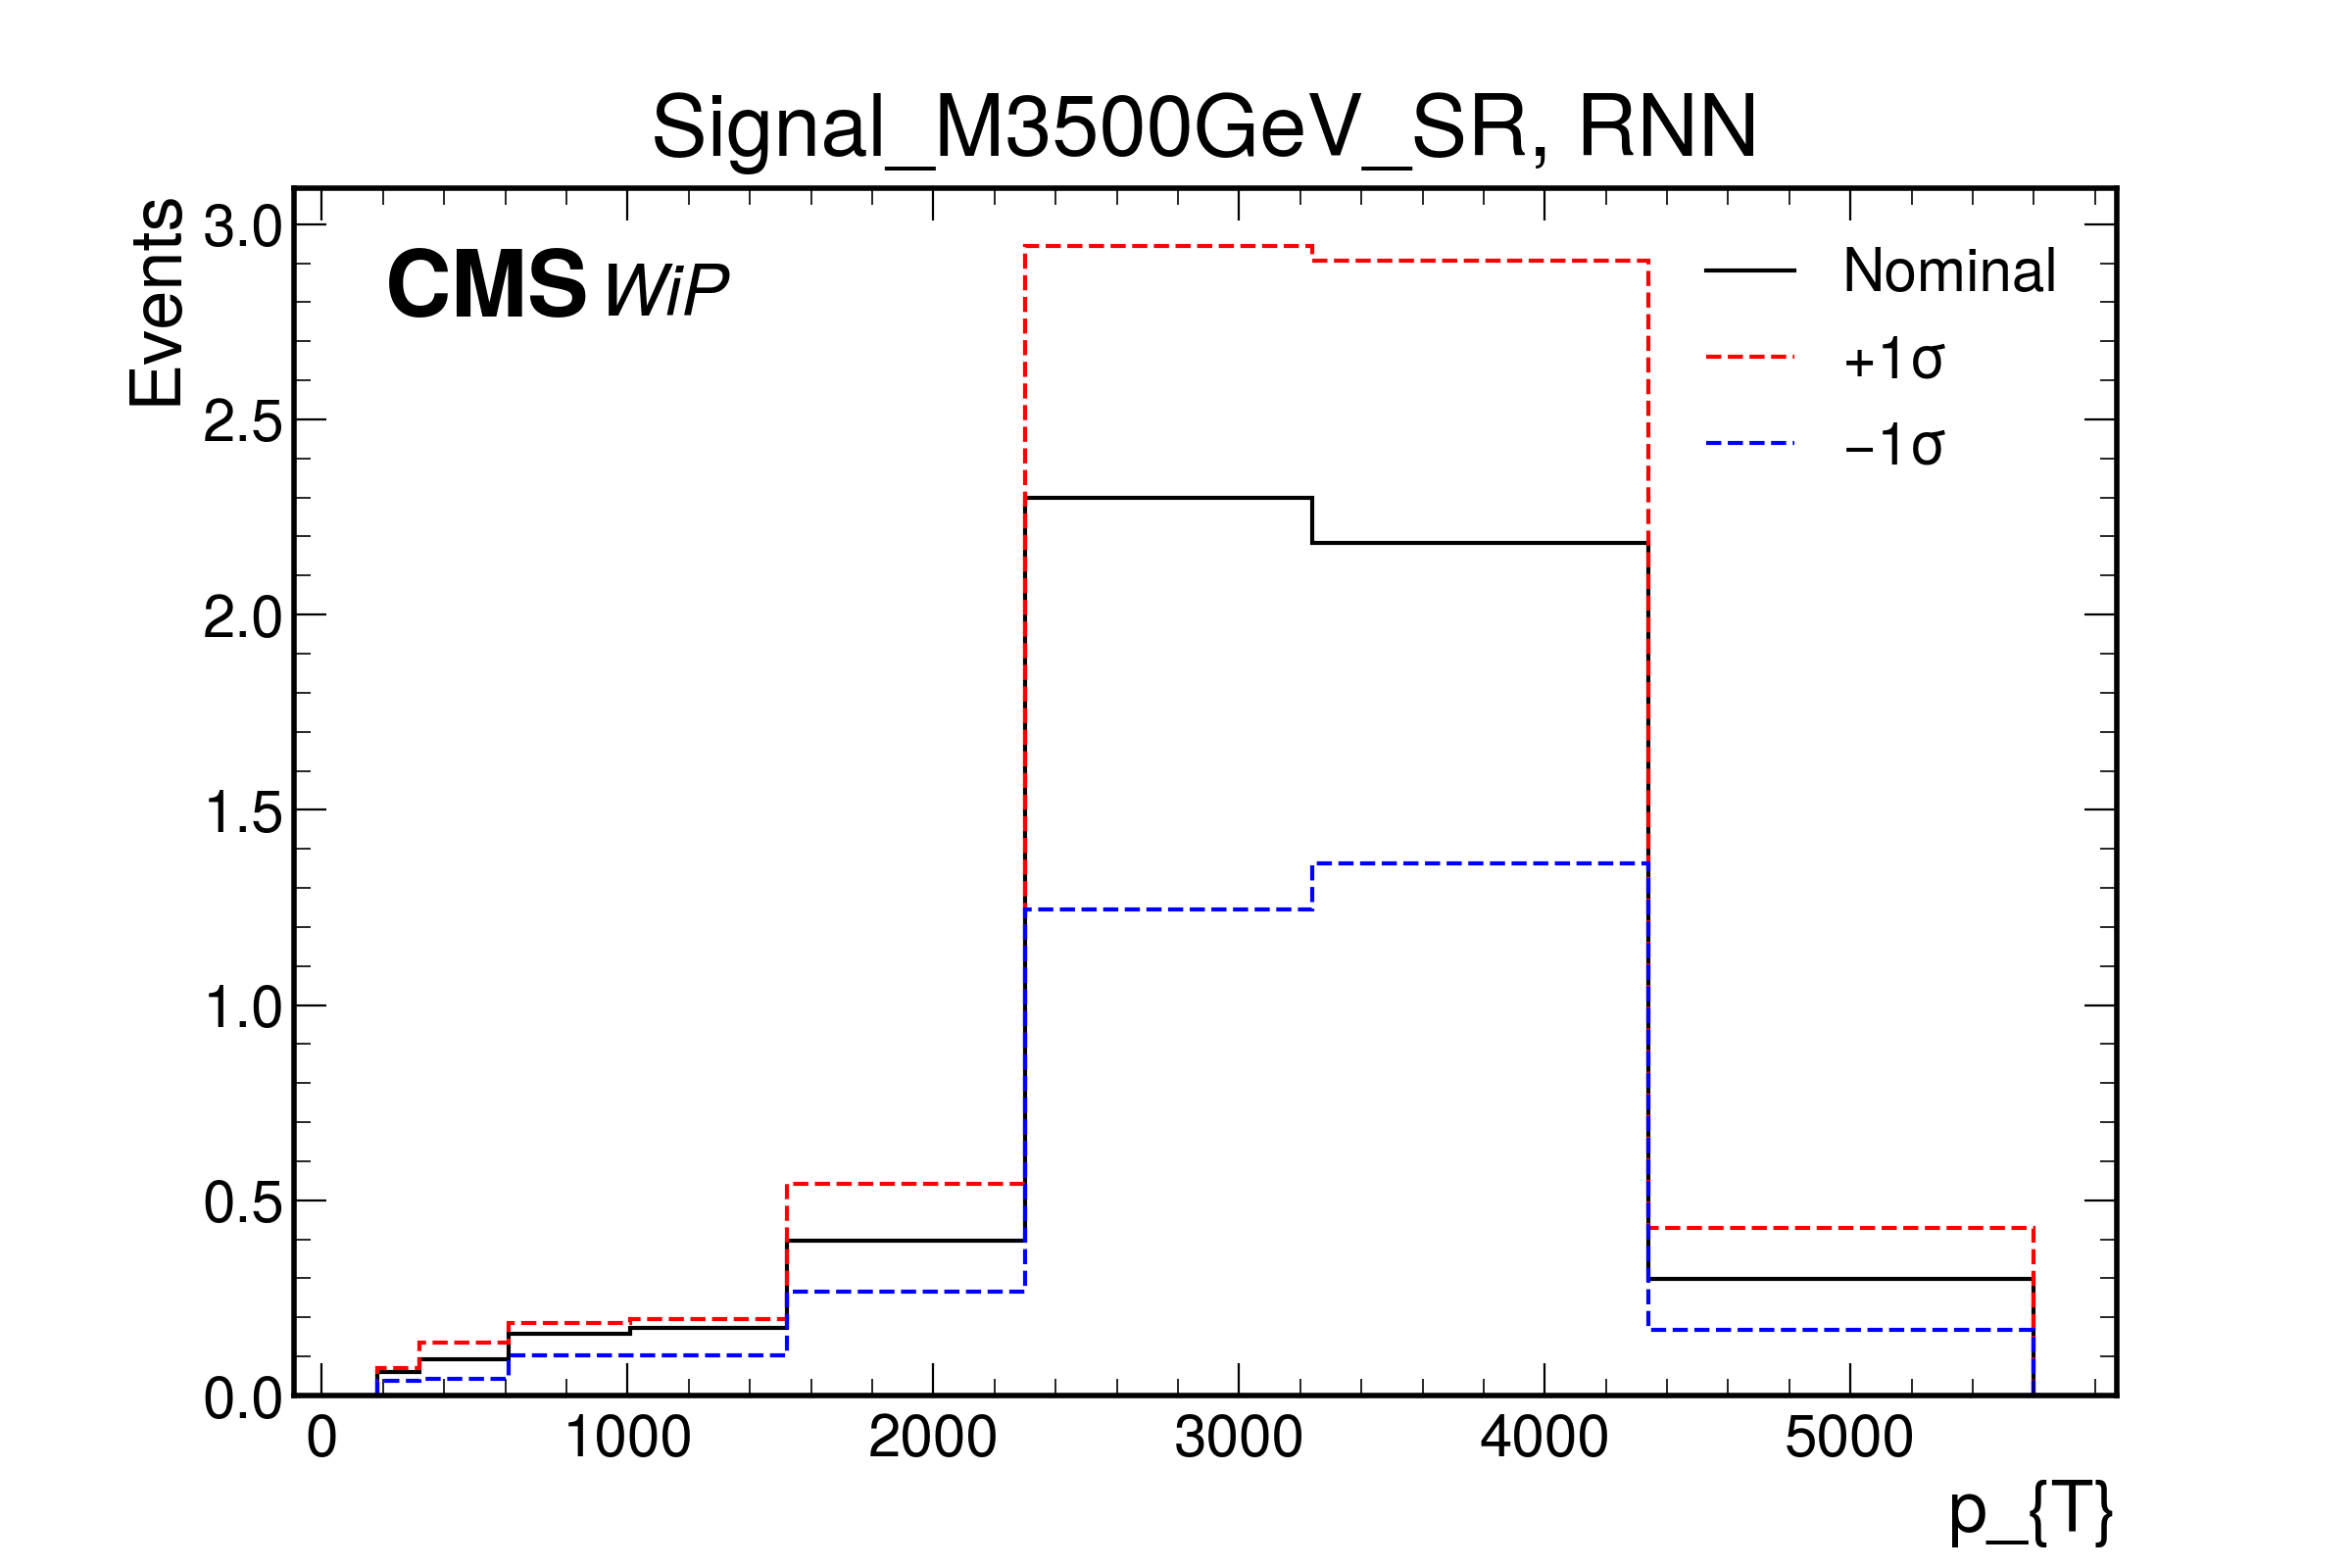 Signal_M3500GeV_SR, RNN
Events
CMS WiP
Nominal
+1σ
−1σ
3.0
2.5
2.0
1.5
1.0
0.5
0.0
0 1000 2000 3000 4000 5000
p_{T}